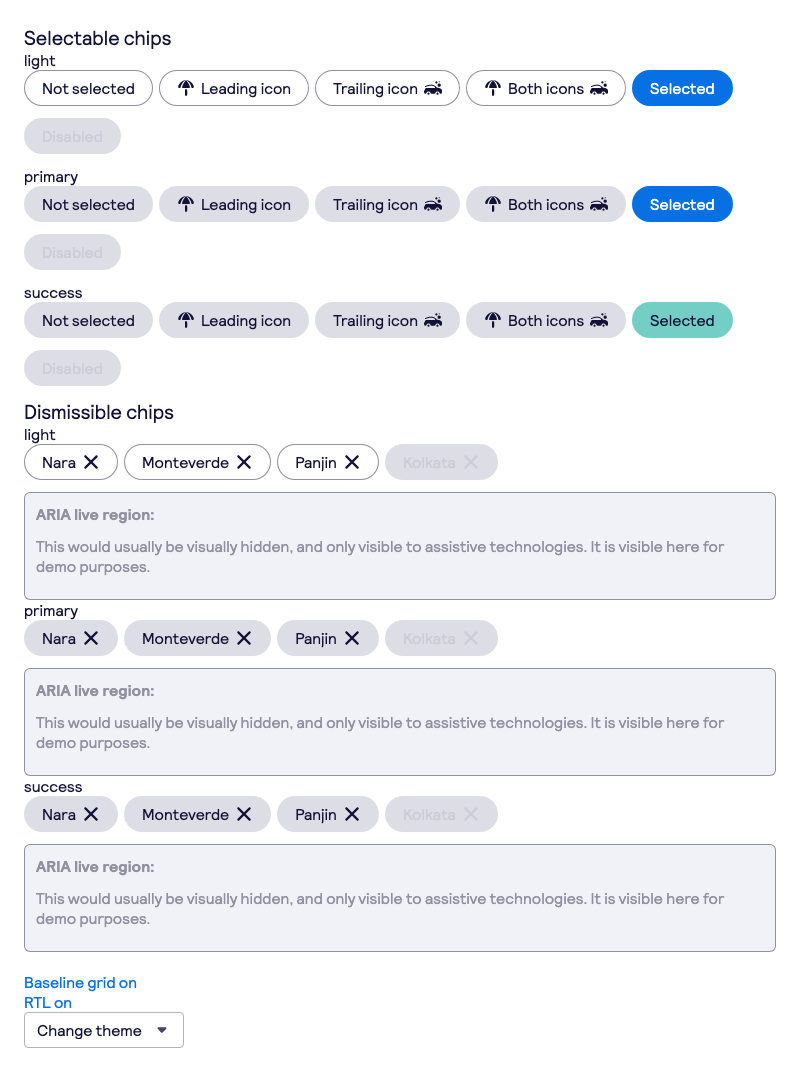 Selectable chips
light
Not selected Leading icon Trailing icon Both icons Selected
Disabled
primary
Not selected Leading icon Trailing icon Both icons Selected
Disabled
success
Not selected Leading icon Trailing icon Both icons Selected
Disabled
Dismissible chips
light
Nara Monteverde Panjin Kolkata
ARIA live region:
This would usually be visually hidden, and only visible to assistive technologies. It is visible here for
demo purposes.
primary
Nara Monteverde Panjin Kolkata
ARIA live region:
This would usually be visually hidden, and only visible to assistive technologies. It is visible here for
demo purposes.
success
Nara Monteverde Panjin Kolkata
ARIA live region:
This would usually be visually hidden, and only visible to assistive technologies. It is visible here for
demo purposes.
Baseline grid on
RTL on
Change theme